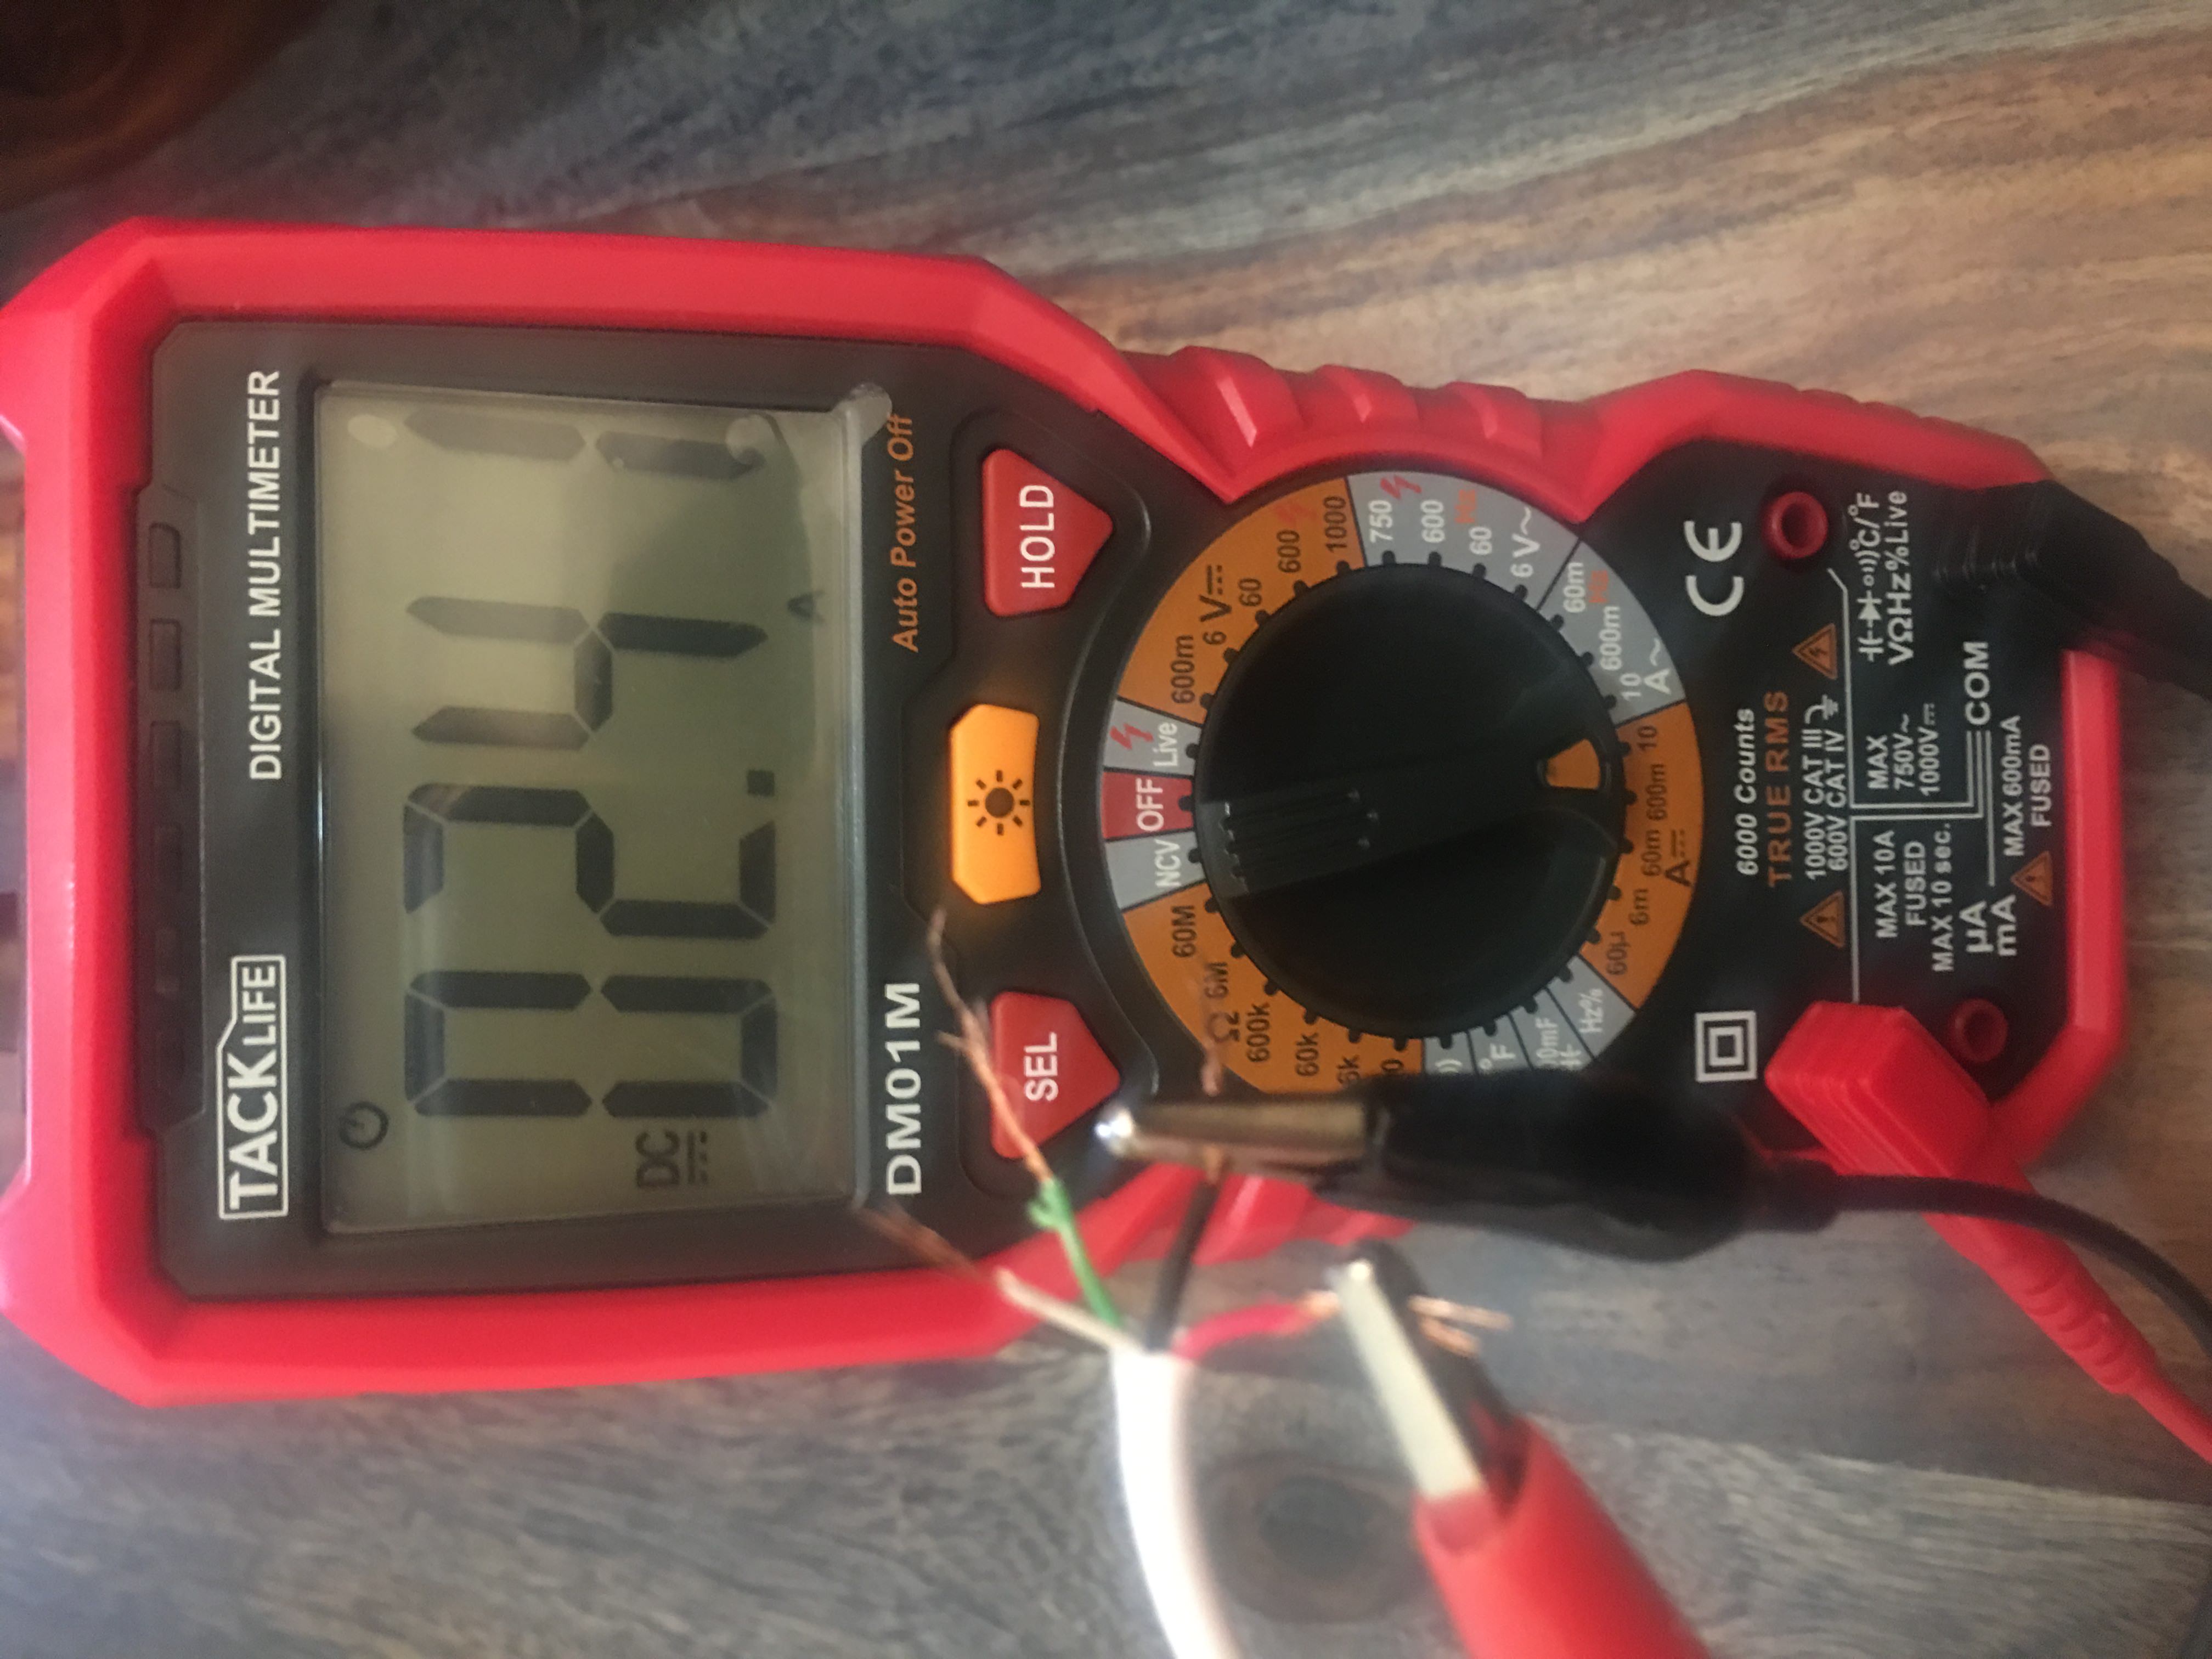 TACKLIFE
DIGITAL MULTIMETER
DC
02.41
A
DM01M
Auto Power Off
SEL
HOLD
NCV
OFF
Live
60M
Ω 6M
600k
60k
6k
0
°F
0mF
Hz%
600m
6 V
60
600
1000
750
600
60
6 V~
60m
600m
10
A~
60µ
6m
60m
600m
10
A
CE
6000 Counts
TRUE RMS
1000V CAT III
600V CAT IV
MAX 10A
FUSED
MAX 10 sec.
MAX
750V~
1000V
°C/°F
VΩHz%Live
µA
mA
COM
MAX 600mA
FUSED